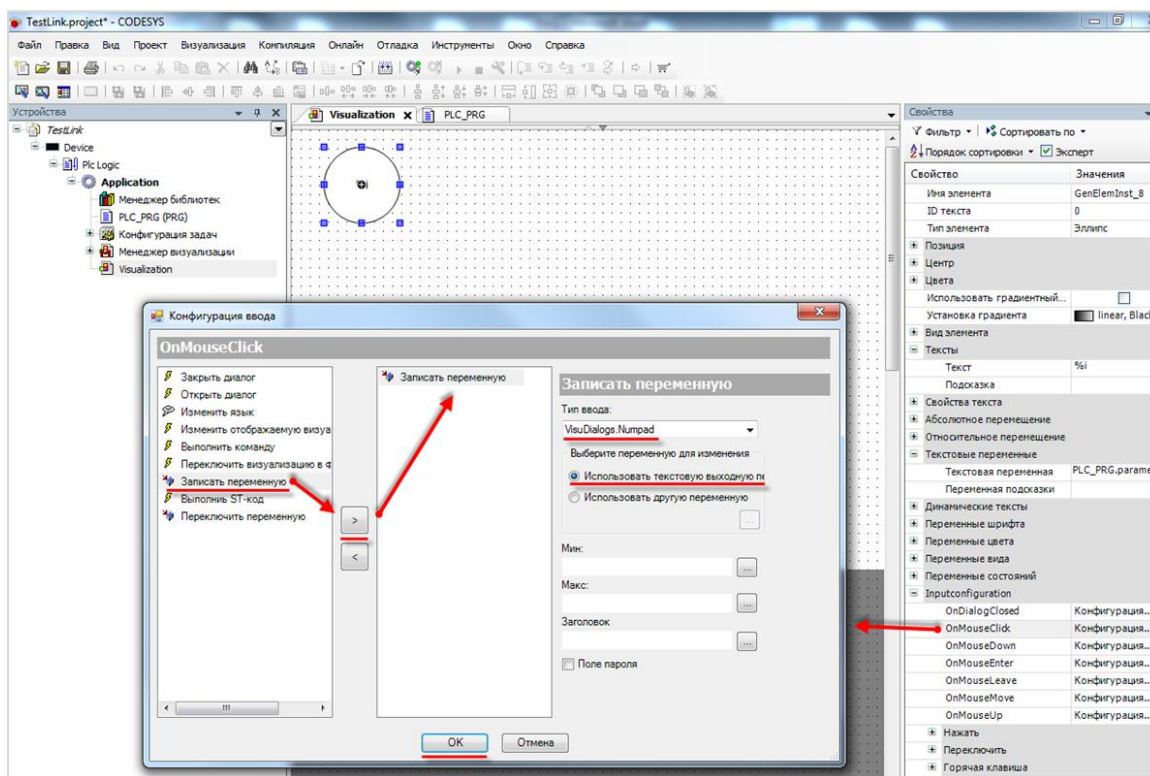 TestLink.project* - CODESYS
Файл Правка Вид Проект Визуализация Компиляция Онлайн Отладка Инструменты Окно Справка
Устройства
TestLink
Device
Plc Logic
Application
Менеджер библиотек
PLC_PRG (PRG)
Конфигурация задач
Менеджер визуализации
Visualization
Visualization
PLC_PRG
Конфигурация ввода
OnMouseClick
Закрыть диалог
Открыть диалог
Изменить язык
Изменить отображаемую визуа
Выполнить команду
Переключить визуализацию в ф
Записать переменную
Выполниь ST-код
Переключить переменную
>
<
Записать переменную
Записать переменную
Тип ввода:
VisuDialogs.Numpad
Выберите переменную для изменения
Использовать текстовую выходную пе
Использовать другую переменную
...
Мин:
...
Макс:
...
Заголовок
...
Поле пароля
OK
Отмена
Свойства
Фильтр
Сортировать по
Порядок сортировки
Эксперт
Свойство Значения
Имя элемента GenElemInst_8
ID текста 0
Тип элемента Эллипс
Позиция
Центр
Цвета
Использовать градиентный...
Установка градиента linear, Blac
Вид элемента
Тексты
Текст %i
Подсказка
Свойства текста
Абсолютное перемещение
Относительное перемещение
Текстовые переменные
Текстовая переменная PLC_PRG.parame
Переменная подсказки
Динамические тексты
Переменные шрифта
Переменные цвета
Переменные вида
Переменные состояний
Inputconfiguration
OnDialogClosed Конфигурация...
OnMouseClick Конфигурация...
OnMouseDown Конфигурация...
OnMouseEnter Конфигурация...
OnMouseLeave Конфигурация...
OnMouseMove Конфигурация...
OnMouseUp Конфигурация...
Нажать
Переключить
Горячая клавиша